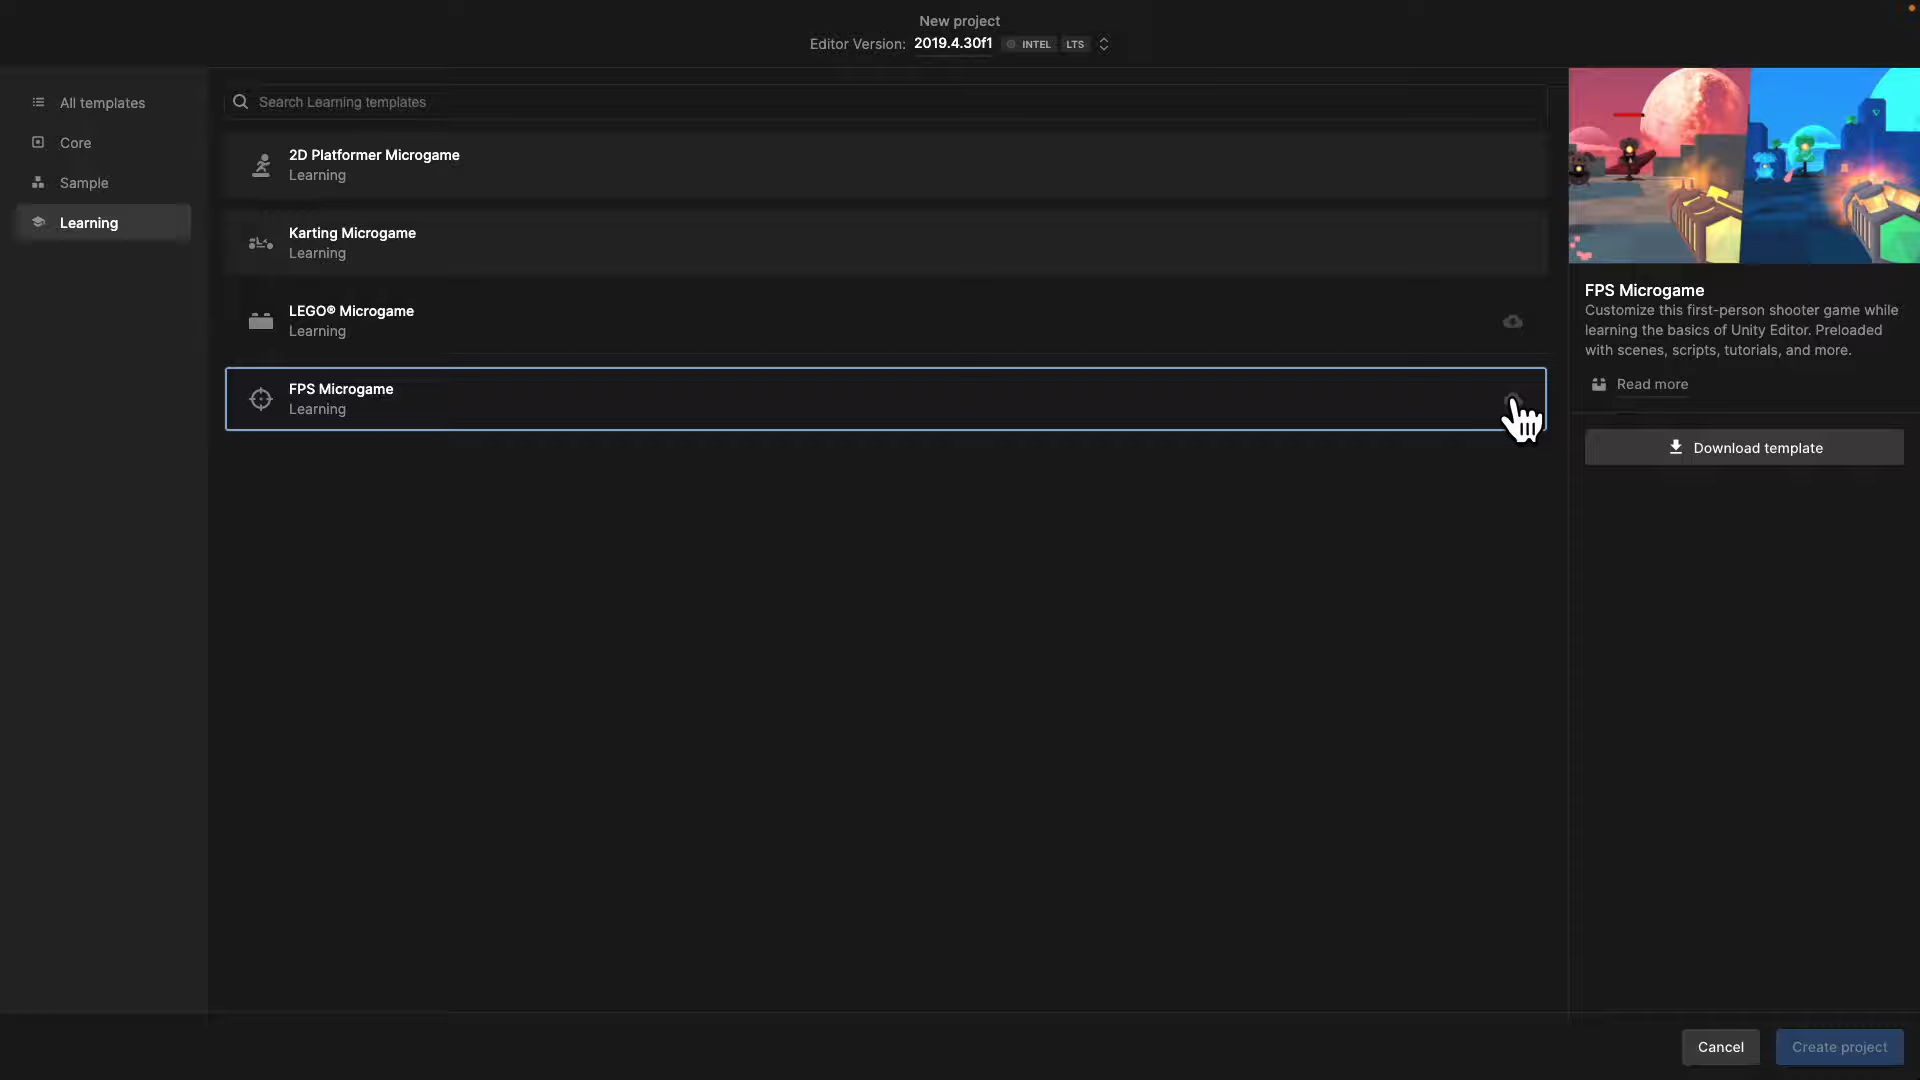 New project
Editor Version: 2019.4.30f1 INTEL LTS
All templates
Core
Sample
Learning
Search Learning templates
2D Platformer Microgame
Learning
Karting Microgame
Learning
LEGO® Microgame
Learning
FPS Microgame
Learning
FPS Microgame
Customize this first-person shooter game while
learning the basics of Unity Editor. Preloaded
with scenes, scripts, tutorials, and more.
Read more
Download template
Cancel
Create project